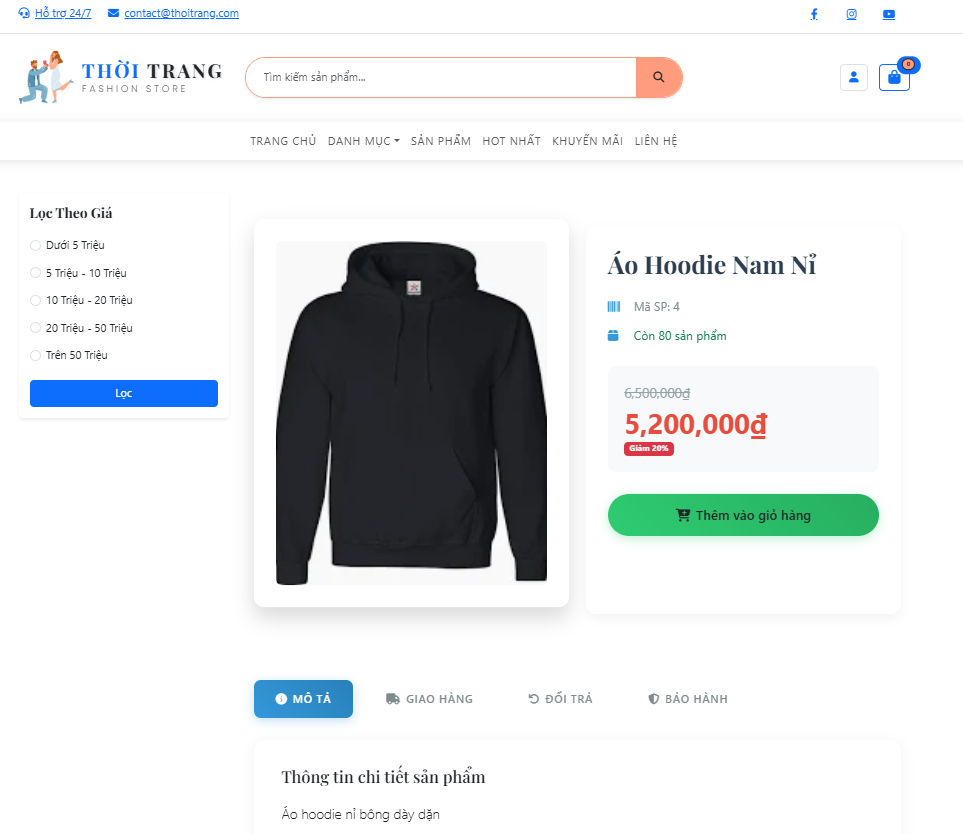 Hỗ trợ 24/7 contact@thoitrang.com
THỜI TRANG
FASHION STORE
Tìm kiếm sản phẩm...
0
TRANG CHỦ DANH MỤC SẢN PHẨM HOT NHẤT KHUYẾN MÃI LIÊN HỆ
Lọc Theo Giá
Dưới 5 Triệu
5 Triệu - 10 Triệu
10 Triệu - 20 Triệu
20 Triệu - 50 Triệu
Trên 50 Triệu
Lọc
Áo Hoodie Nam Nỉ
Mã SP: 4
Còn 80 sản phẩm
6,500,000₫
5,200,000₫
Giảm 20%
Thêm vào giỏ hàng
MÔ TẢ GIAO HÀNG ĐỔI TRẢ BẢO HÀNH
Thông tin chi tiết sản phẩm
Áo hoodie nỉ bông dày dặn